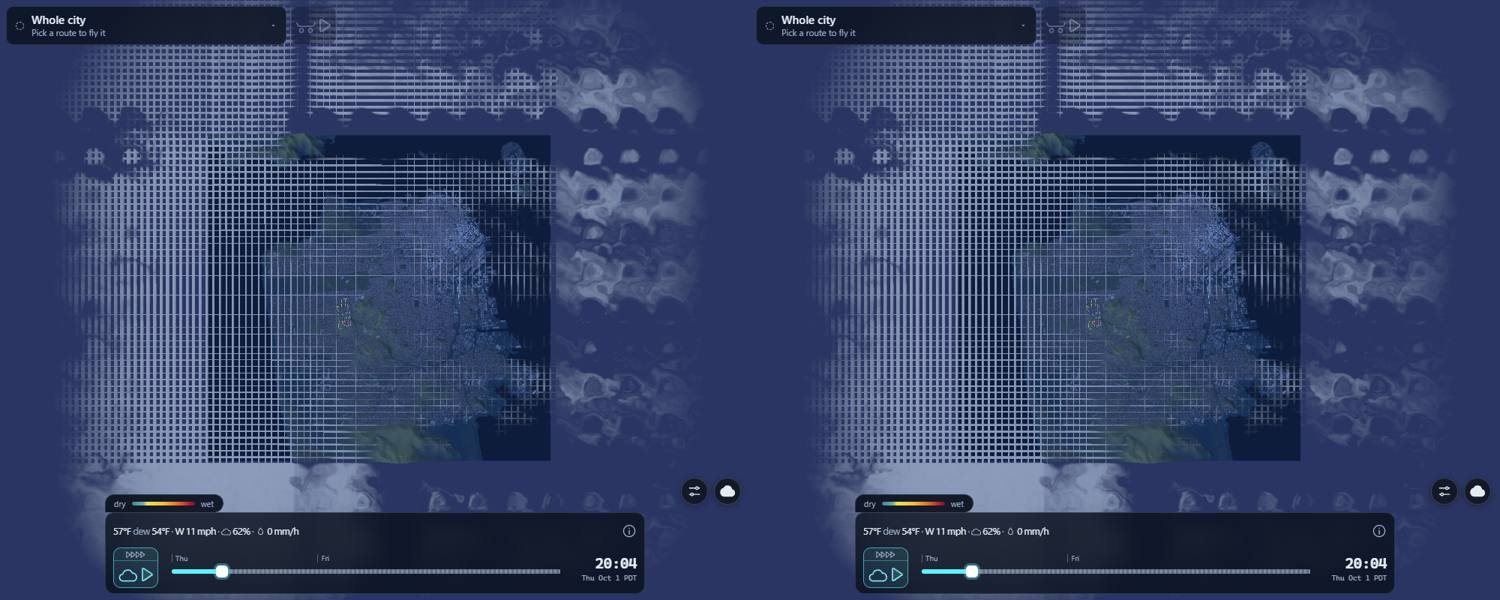 Whole city
Pick a route to fly it
dry wet
57°F dew 54°F · W 11 mph · 62% · 0 mm/h
Thu Fri
20:04
Thu Oct 1 PDT
Whole city
Pick a route to fly it
dry wet
57°F dew 54°F · W 11 mph · 62% · 0 mm/h
Thu Fri
20:04
Thu Oct 1 PDT